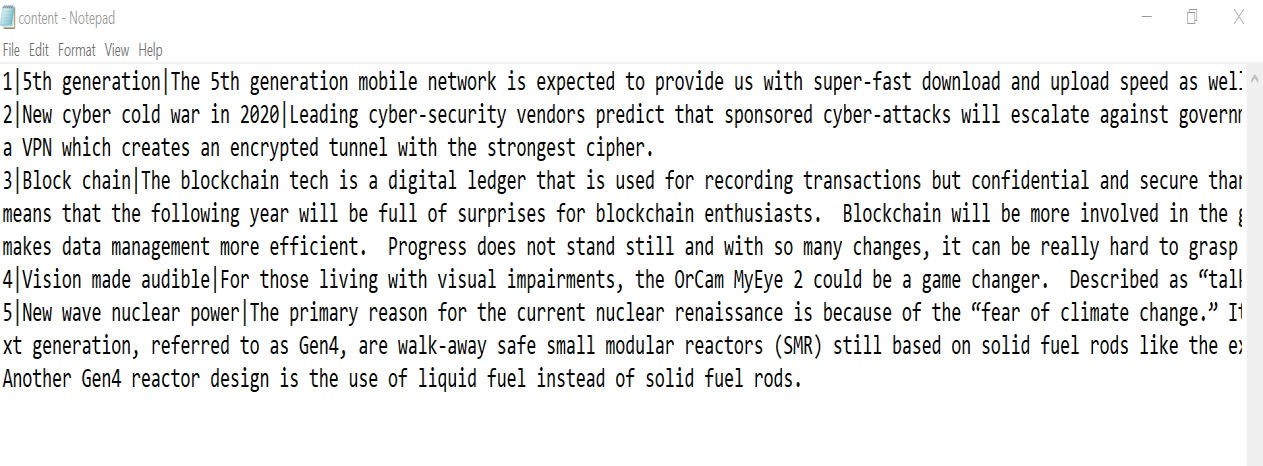 content - Notepad
File Edit Format View Help
1|5th generation|The 5th generation mobile network is expected to provide us with super-fast download and upload speed as
2|New cyber cold war in 2020|Leading cyber-security vendors predict that sponsored cyber-attacks will escalate against
a VPN which creates an encrypted tunnel with the strongest cipher.
3|Block chain|The blockchain tech is a digital ledger that is used for recording transactions but confidential and secure
means that the following year will be full of surprises for blockchain enthusiasts.  Blockchain will be more involved in the
makes data management more efficient.  Progress does not stand still and with so many changes, it can be really hard to grasp
4|Vision made audible|For those living with visual impairments, the OrCam MyEye 2 could be a game changer.  Described as
5|New wave nuclear power|The primary reason for the current nuclear renaissance is because of the “fear of climate change.”
xt generation, referred to as Gen4, are walk-away safe small modular reactors (SMR) still based on solid fuel rods like the
Another Gen4 reactor design is the use of liquid fuel instead of solid fuel rods.